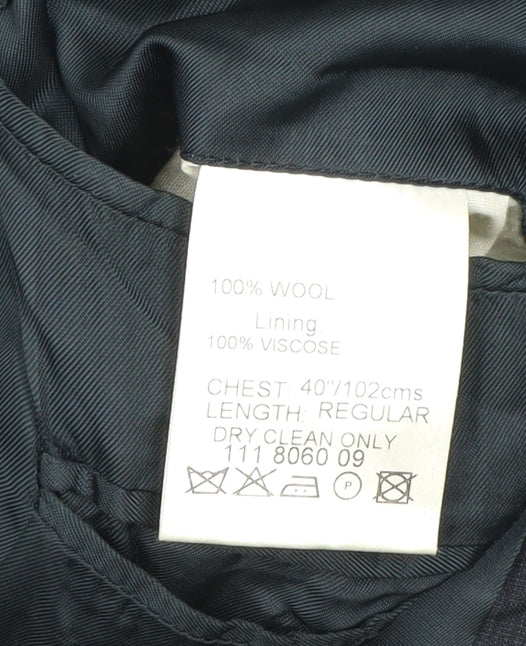 100% WOOL
Lining
100% VISCOSE
CHEST: 40"/102cms
LENGTH: REGULAR
DRY CLEAN ONLY
111 8060 09
P